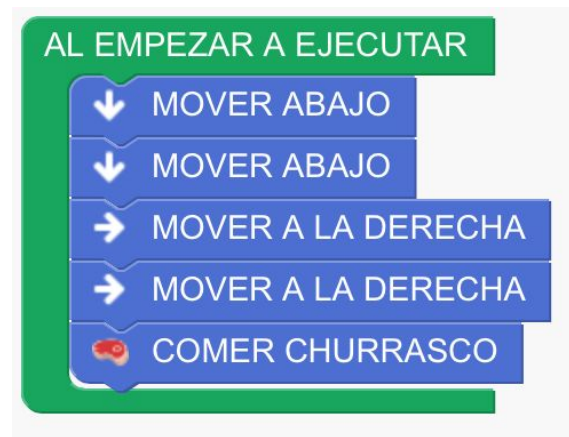 AL EMPEZAR A EJECUTAR
MOVER ABAJO
MOVER ABAJO
MOVER A LA DERECHA
MOVER A LA DERECHA
COMER CHURRASCO